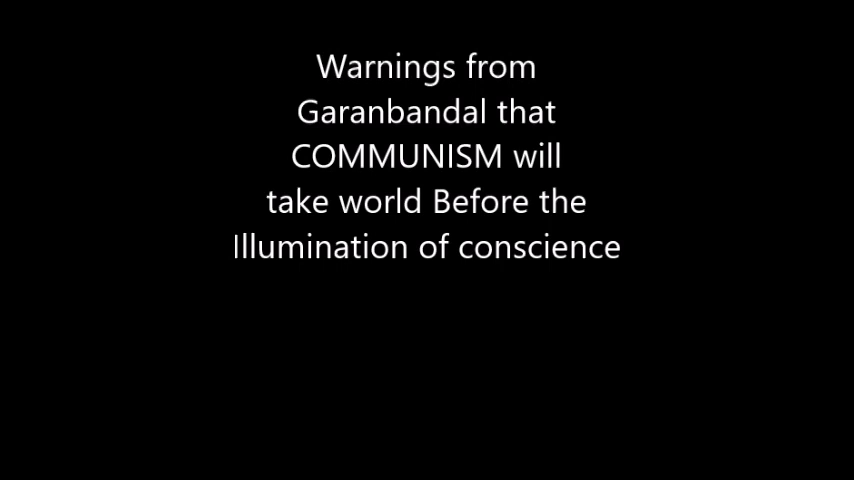 Warnings from
Garanbandal that
COMMUNISM will
take world Before the
Illumination of conscience